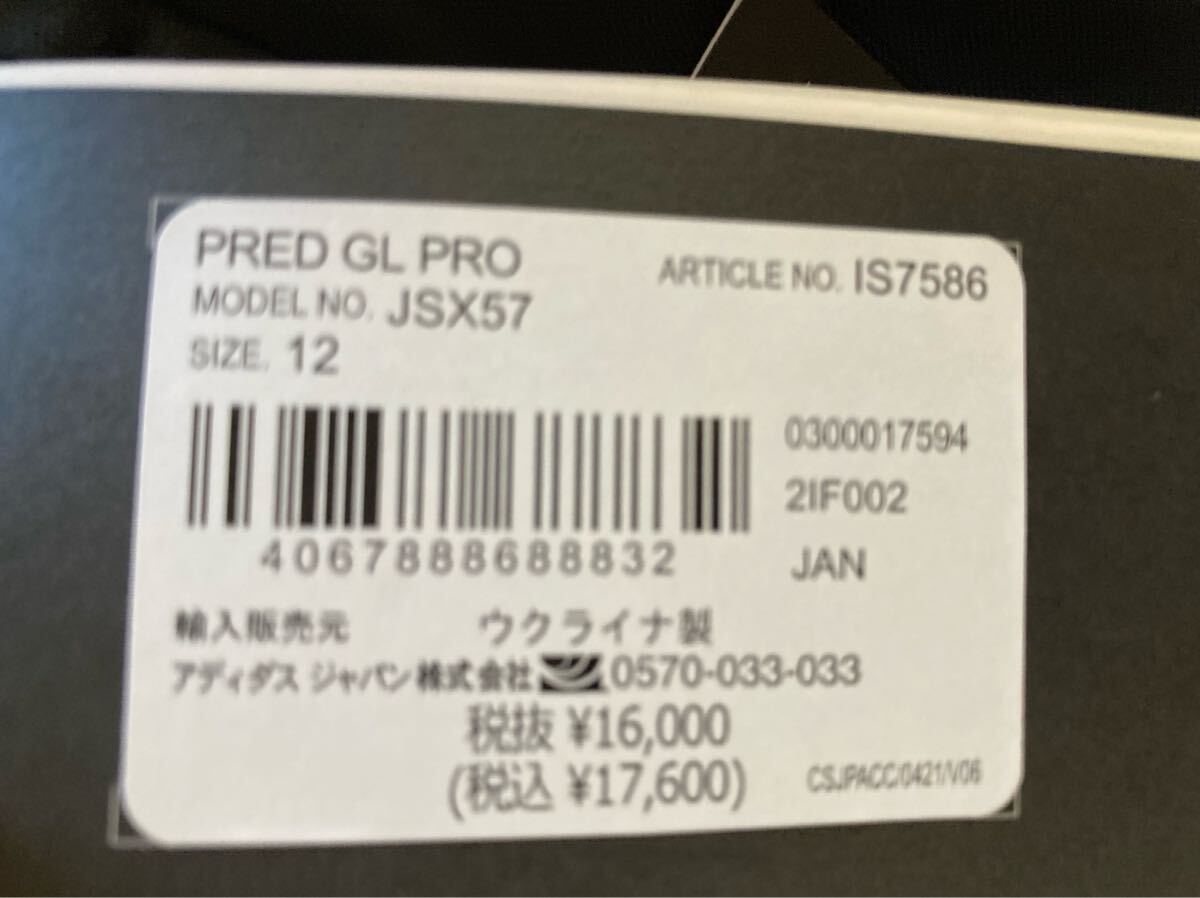 PRED GL PRO
MODEL NO. JSX57
ARTICLE NO. IS7586
SIZE. 12
0300017594
2IF002
4067888688832
JAN
輸入販売元 ウクライナ製
アディダス ジャパン株式会社 0570-033-033
税抜 ¥16,000
(税込 ¥17,600)
CSJPACC/0421/V06